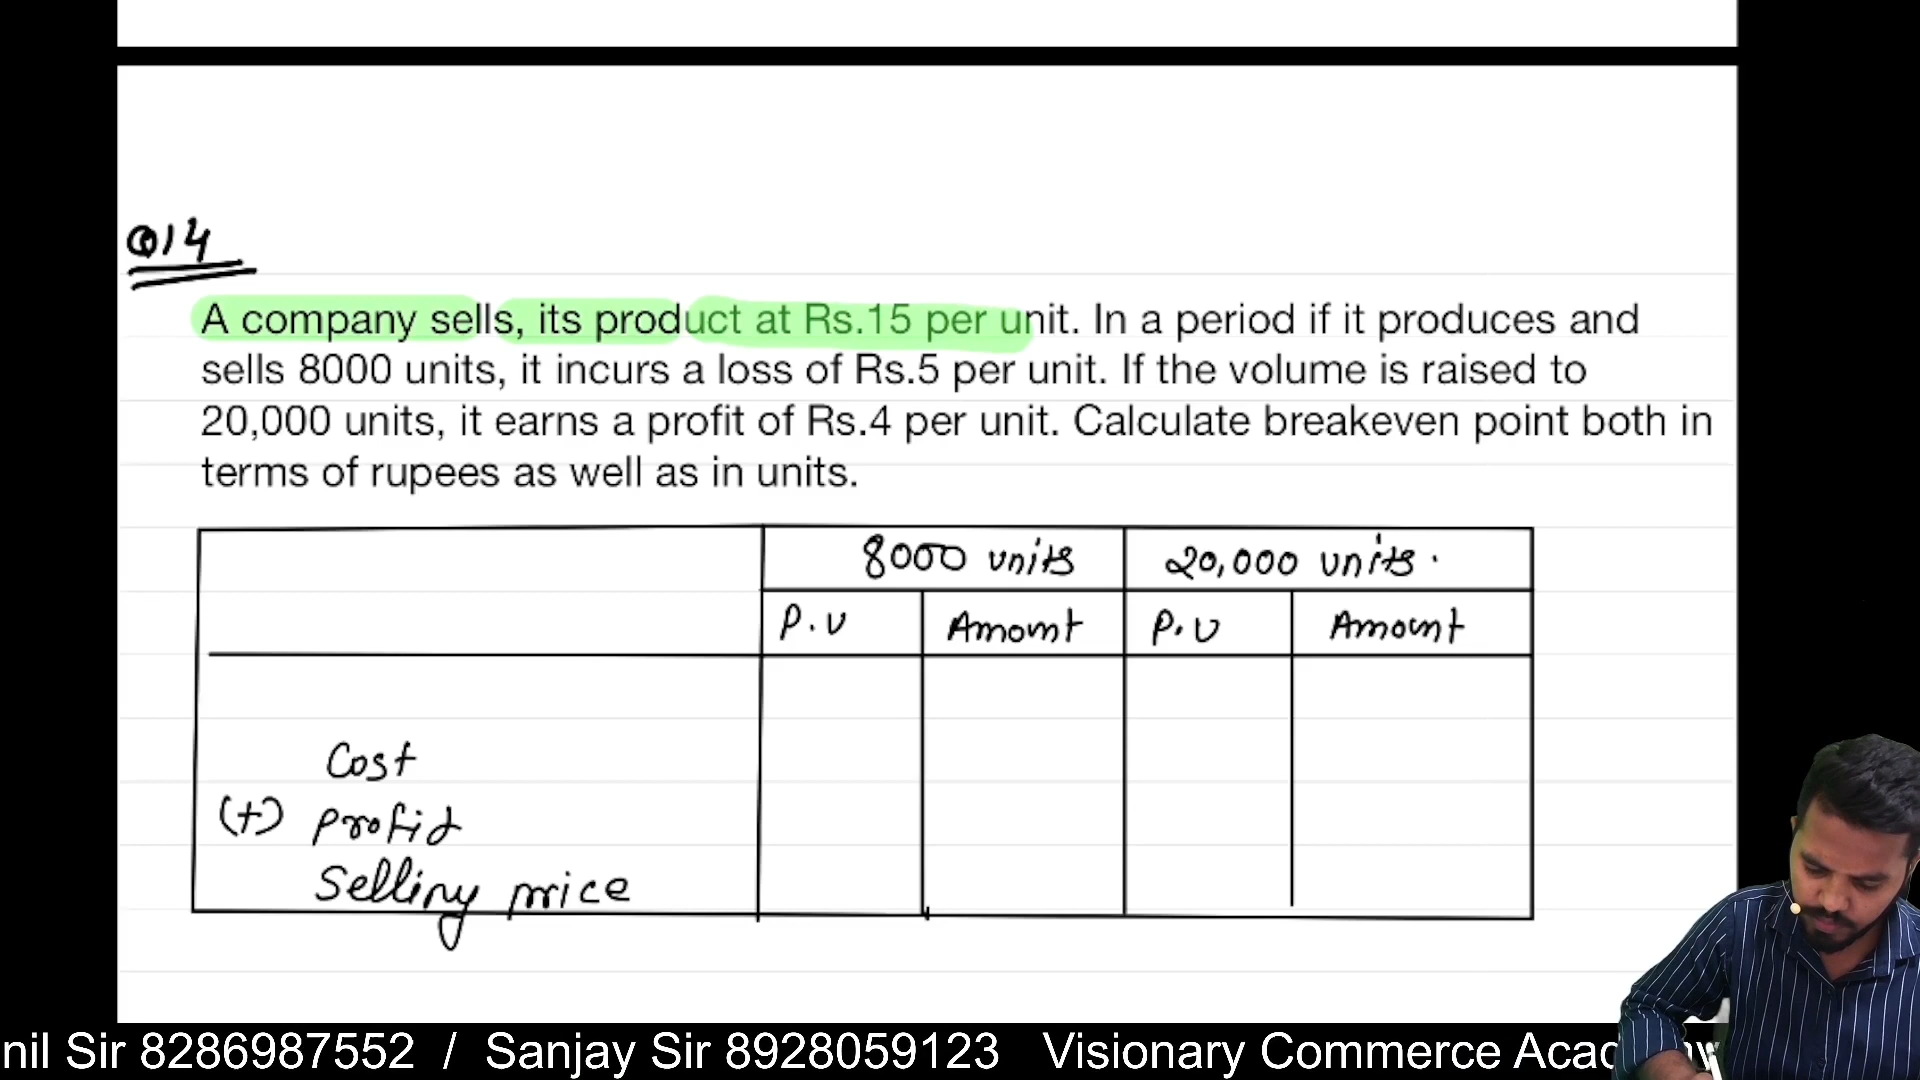 Q14
A company sells, its product at Rs.15 per unit. In a period if it produces and
sells 8000 units, it incurs a loss of Rs.5 per unit. If the volume is raised to
20,000 units, it earns a profit of Rs.4 per unit. Calculate breakeven point both in
terms of rupees as well as in units.
8000 units 20,000 units.
P.U Amount P.U Amount
Cost
(+) Profit
Selling price
nil Sir 8286987552 / Sanjay Sir 8928059123 Visionary Commerce Acad